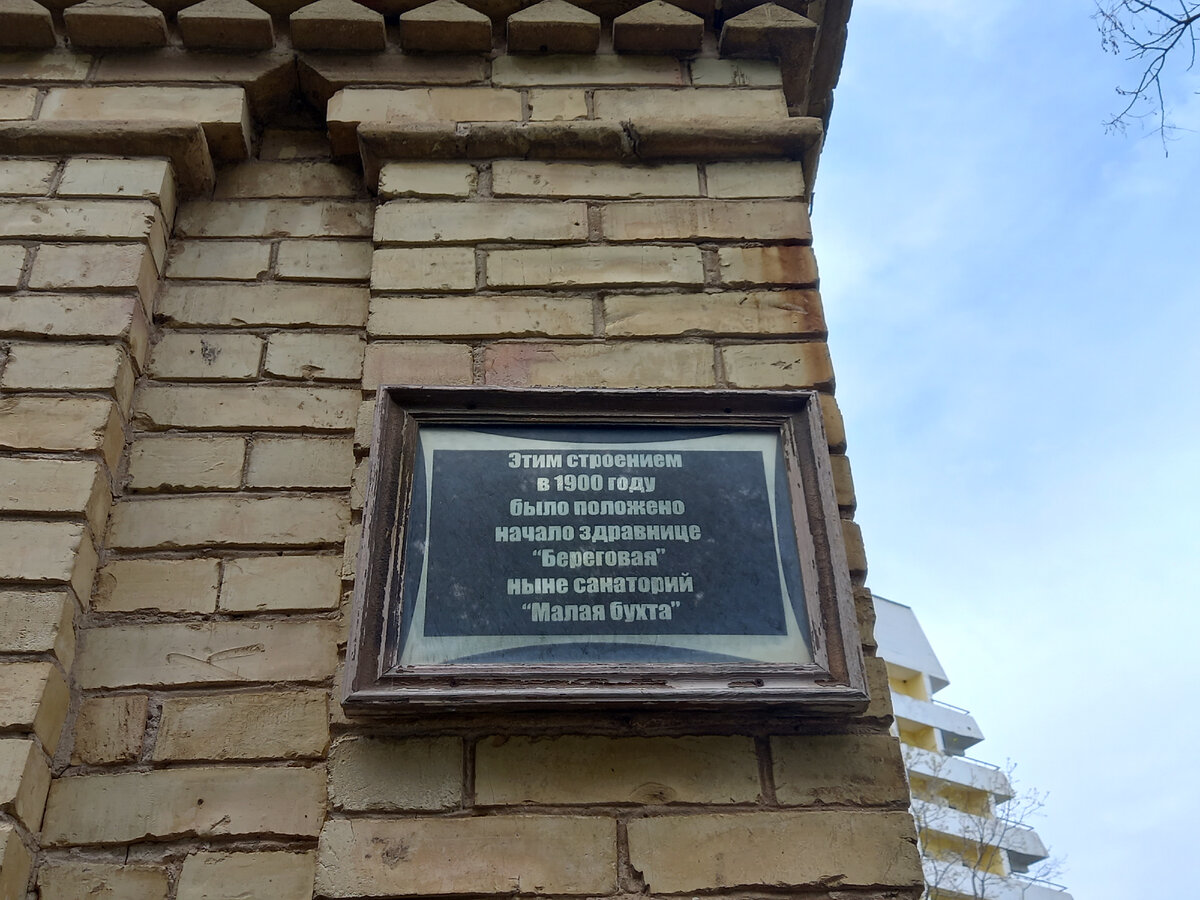 Этим строением
в 1900 году
было положено
начало здравнице
“Береговая”
ныне санаторий
“Малая бухта”